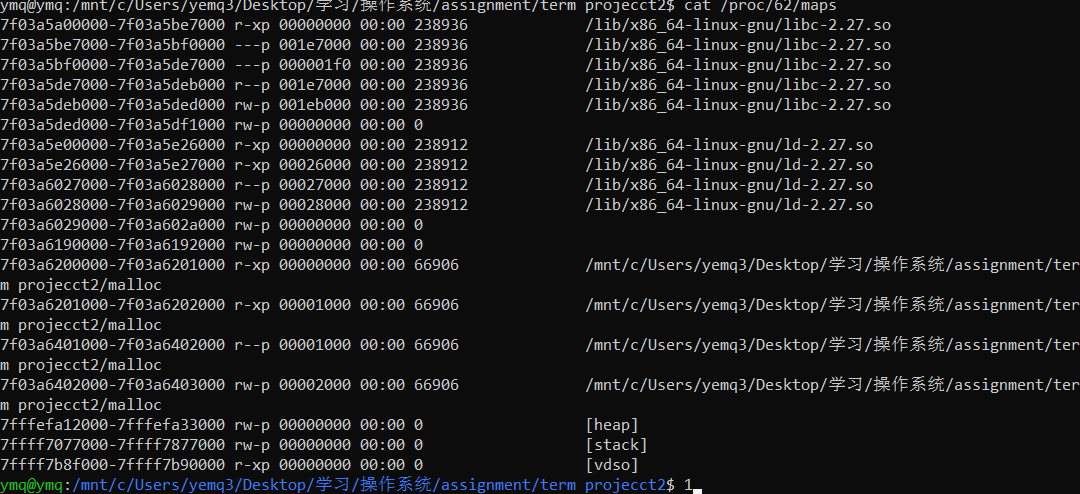 ymq@ymq:/mnt/c/Users/yemq3/Desktop/学习/操作系统/assignment/term projecct2$ cat /proc/62/maps
7f03a5a00000-7f03a5be7000 r-xp 00000000 00:00 238936 /lib/x86_64-linux-gnu/libc-2.27.so
7f03a5be7000-7f03a5bf0000 ---p 001e7000 00:00 238936 /lib/x86_64-linux-gnu/libc-2.27.so
7f03a5bf0000-7f03a5de7000 ---p 000001f0 00:00 238936 /lib/x86_64-linux-gnu/libc-2.27.so
7f03a5de7000-7f03a5deb000 r--p 001e7000 00:00 238936 /lib/x86_64-linux-gnu/libc-2.27.so
7f03a5deb000-7f03a5ded000 rw-p 001eb000 00:00 238936 /lib/x86_64-linux-gnu/libc-2.27.so
7f03a5ded000-7f03a5df1000 rw-p 00000000 00:00 0
7f03a5e00000-7f03a5e26000 r-xp 00000000 00:00 238912 /lib/x86_64-linux-gnu/ld-2.27.so
7f03a5e26000-7f03a5e27000 r-xp 00026000 00:00 238912 /lib/x86_64-linux-gnu/ld-2.27.so
7f03a6027000-7f03a6028000 r--p 00027000 00:00 238912 /lib/x86_64-linux-gnu/ld-2.27.so
7f03a6028000-7f03a6029000 rw-p 00028000 00:00 238912 /lib/x86_64-linux-gnu/ld-2.27.so
7f03a6029000-7f03a602a000 rw-p 00000000 00:00 0
7f03a6190000-7f03a6192000 rw-p 00000000 00:00 0
7f03a6200000-7f03a6201000 r-xp 00000000 00:00 66906 /mnt/c/Users/yemq3/Desktop/学习/操作系统/assignment/ter
m projecct2/malloc
7f03a6201000-7f03a6202000 r-xp 00001000 00:00 66906 /mnt/c/Users/yemq3/Desktop/学习/操作系统/assignment/ter
m projecct2/malloc
7f03a6401000-7f03a6402000 r--p 00001000 00:00 66906 /mnt/c/Users/yemq3/Desktop/学习/操作系统/assignment/ter
m projecct2/malloc
7f03a6402000-7f03a6403000 rw-p 00002000 00:00 66906 /mnt/c/Users/yemq3/Desktop/学习/操作系统/assignment/ter
m projecct2/malloc
7fffefa12000-7fffefa33000 rw-p 00000000 00:00 0 [heap]
7ffff7077000-7ffff7877000 rw-p 00000000 00:00 0 [stack]
7ffff7b8f000-7ffff7b90000 r-xp 00000000 00:00 0 [vdso]
ymq@ymq:/mnt/c/Users/yemq3/Desktop/学习/操作系统/assignment/term projecct2$ 1